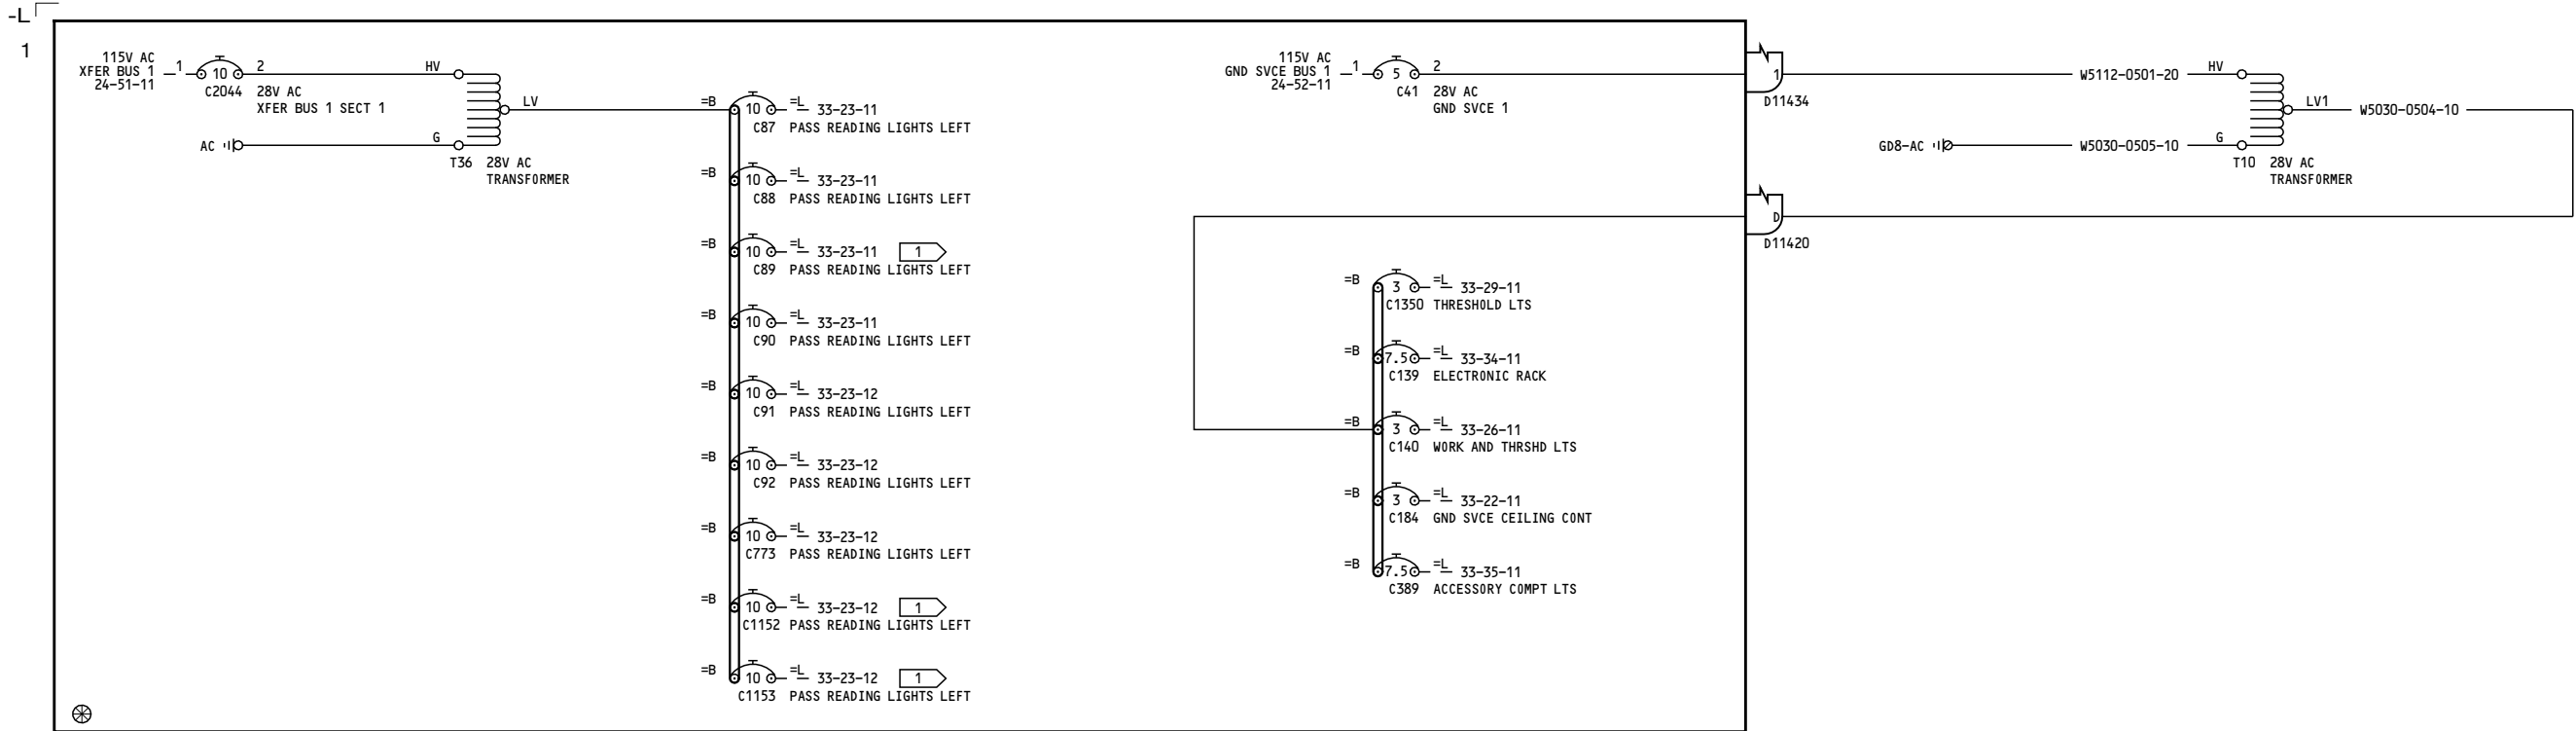 -L
1
115V AC
XFER BUS 1
24-51-11
1
10
2
C2044
28V AC
XFER BUS 1 SECT 1
HV
LV
AC
G
T36
28V AC
TRANSFORMER
=B 10 =L 33-23-11
C87 PASS READING LIGHTS LEFT
=B 10 =L 33-23-11
C88 PASS READING LIGHTS LEFT
=B 10 =L 33-23-11 1
C89 PASS READING LIGHTS LEFT
=B 10 =L 33-23-11
C90 PASS READING LIGHTS LEFT
=B 10 =L 33-23-12
C91 PASS READING LIGHTS LEFT
=B 10 =L 33-23-12
C92 PASS READING LIGHTS LEFT
=B 10 =L 33-23-12
C773 PASS READING LIGHTS LEFT
=B 10 =L 33-23-12 1
C1152 PASS READING LIGHTS LEFT
=B 10 =L 33-23-12 1
C1153 PASS READING LIGHTS LEFT
115V AC
GND SVCE BUS 1
24-52-11
1
5
2
C41
28V AC
GND SVCE 1
1
D11434
W5112-0501-20
HV
LV1
W5030-0504-10
GD8-AC
W5030-0505-10
G
T10
28V AC
TRANSFORMER
D
D11420
=B 3 =L 33-29-11
C1350 THRESHOLD LTS
=B 7.5 =L 33-34-11
C139 ELECTRONIC RACK
=B 3 =L 33-26-11
C140 WORK AND THRSHD LTS
=B 3 =L 33-22-11
C184 GND SVCE CEILING CONT
=B 7.5 =L 33-35-11
C389 ACCESSORY COMPT LTS